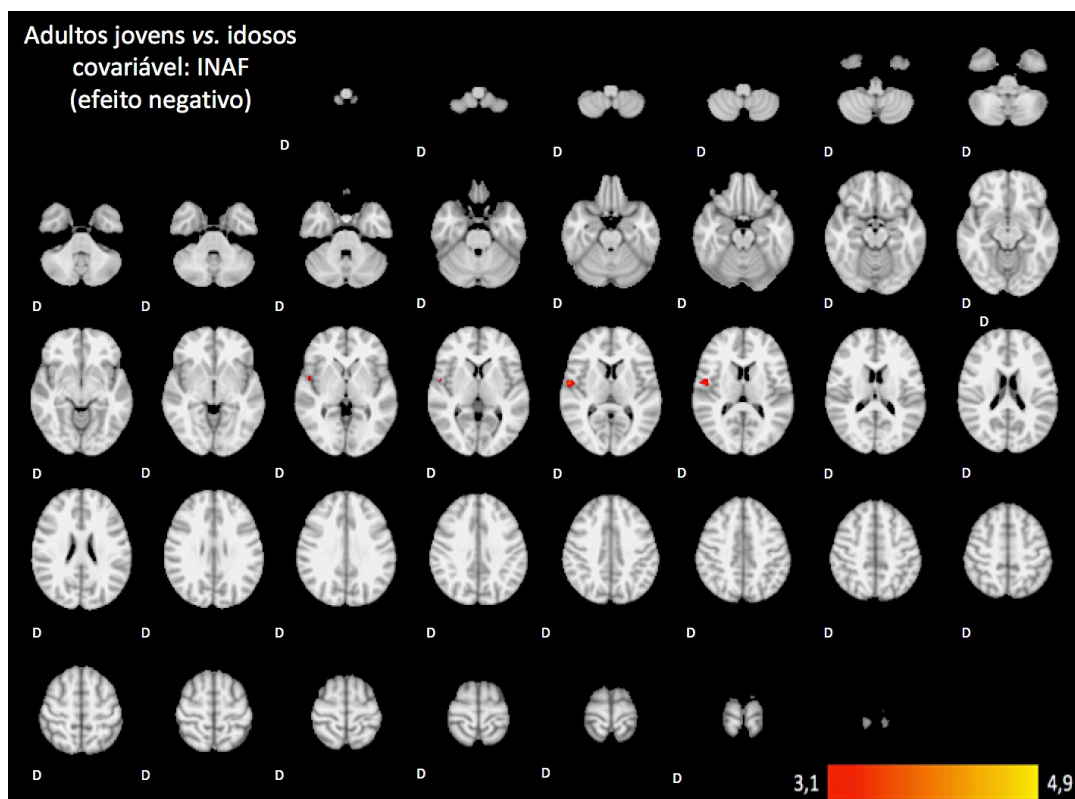 Adultos jovens vs. idosos
covariável: INAF
(efeito negativo)
D D D D D D
D D D D D D D D
D
D D D D D D D D
D D D D D D D D
D D D D D D
3,1 4,9